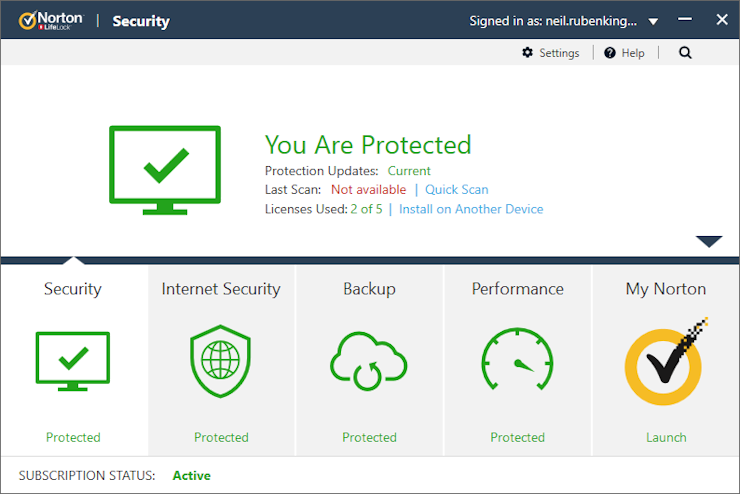 Norton LifeLock | Security
Signed in as: neil.rubenking...
Settings | Help
You Are Protected
Protection Updates: Current
Last Scan: Not available | Quick Scan
Licenses Used: 2 of 5 | Install on Another Device
Security
Internet Security
Backup
Performance
My Norton
Protected
Protected
Protected
Protected
Launch
SUBSCRIPTION STATUS: Active